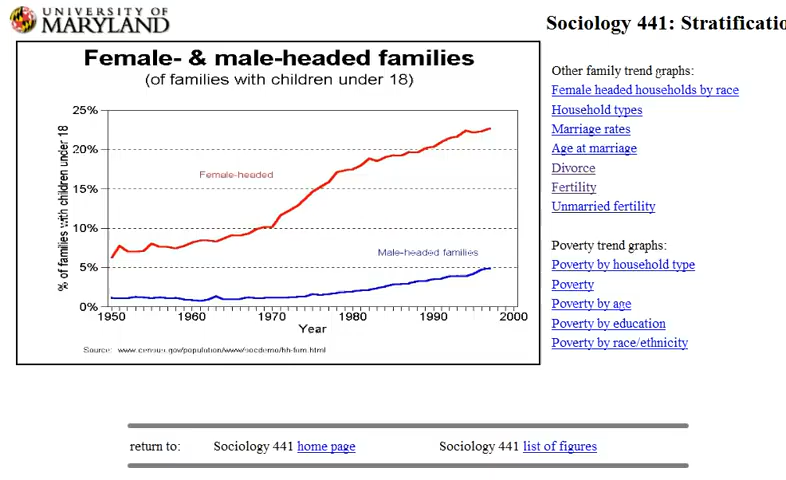 UNIVERSITY OF
MARYLAND
Sociology 441: Stratificatio
Female- & male-headed families
(of families with children under 18)
% of families with children under 18
25%
20%
15%
10%
5%
0%
Female-headed
Male-headed families
1950 1960 1970 1980 1990 2000
Year
Source: www.census.gov/population/www/socdemo/hh-fam.html
Other family trend graphs:
Female headed households by race
Household types
Marriage rates
Age at marriage
Divorce
Fertility
Unmarried fertility
Poverty trend graphs:
Poverty by household type
Poverty
Poverty by age
Poverty by education
Poverty by race/ethnicity
return to: Sociology 441 home page Sociology 441 list of figures